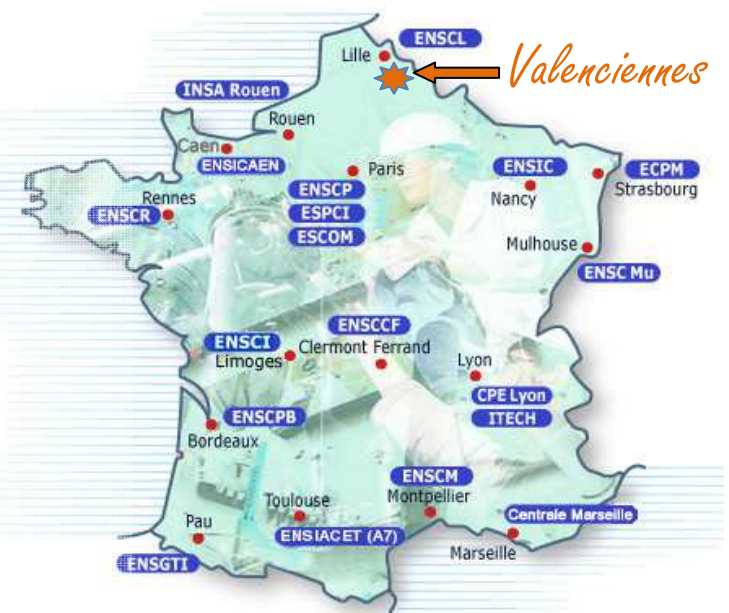 ENSCL
Lille
Valenciennes
INSA Rouen
Rouen
Caen
ENSICAEN
Paris
ENSCP
ESPCI
ESCOM
ENSIC
Nancy
ECPM
Strasbourg
Rennes
ENSCR
Mulhouse
ENSC Mu
ENSCI
Limoges
ENSCCF
Clermont Ferrand
Lyon
CPE Lyon
ITECH
ENSCPB
Bordeaux
ENSCM
Montpellier
Toulouse
ENSIACET (A7)
Centrale Marseille
Marseille
Pau
ENSGTI